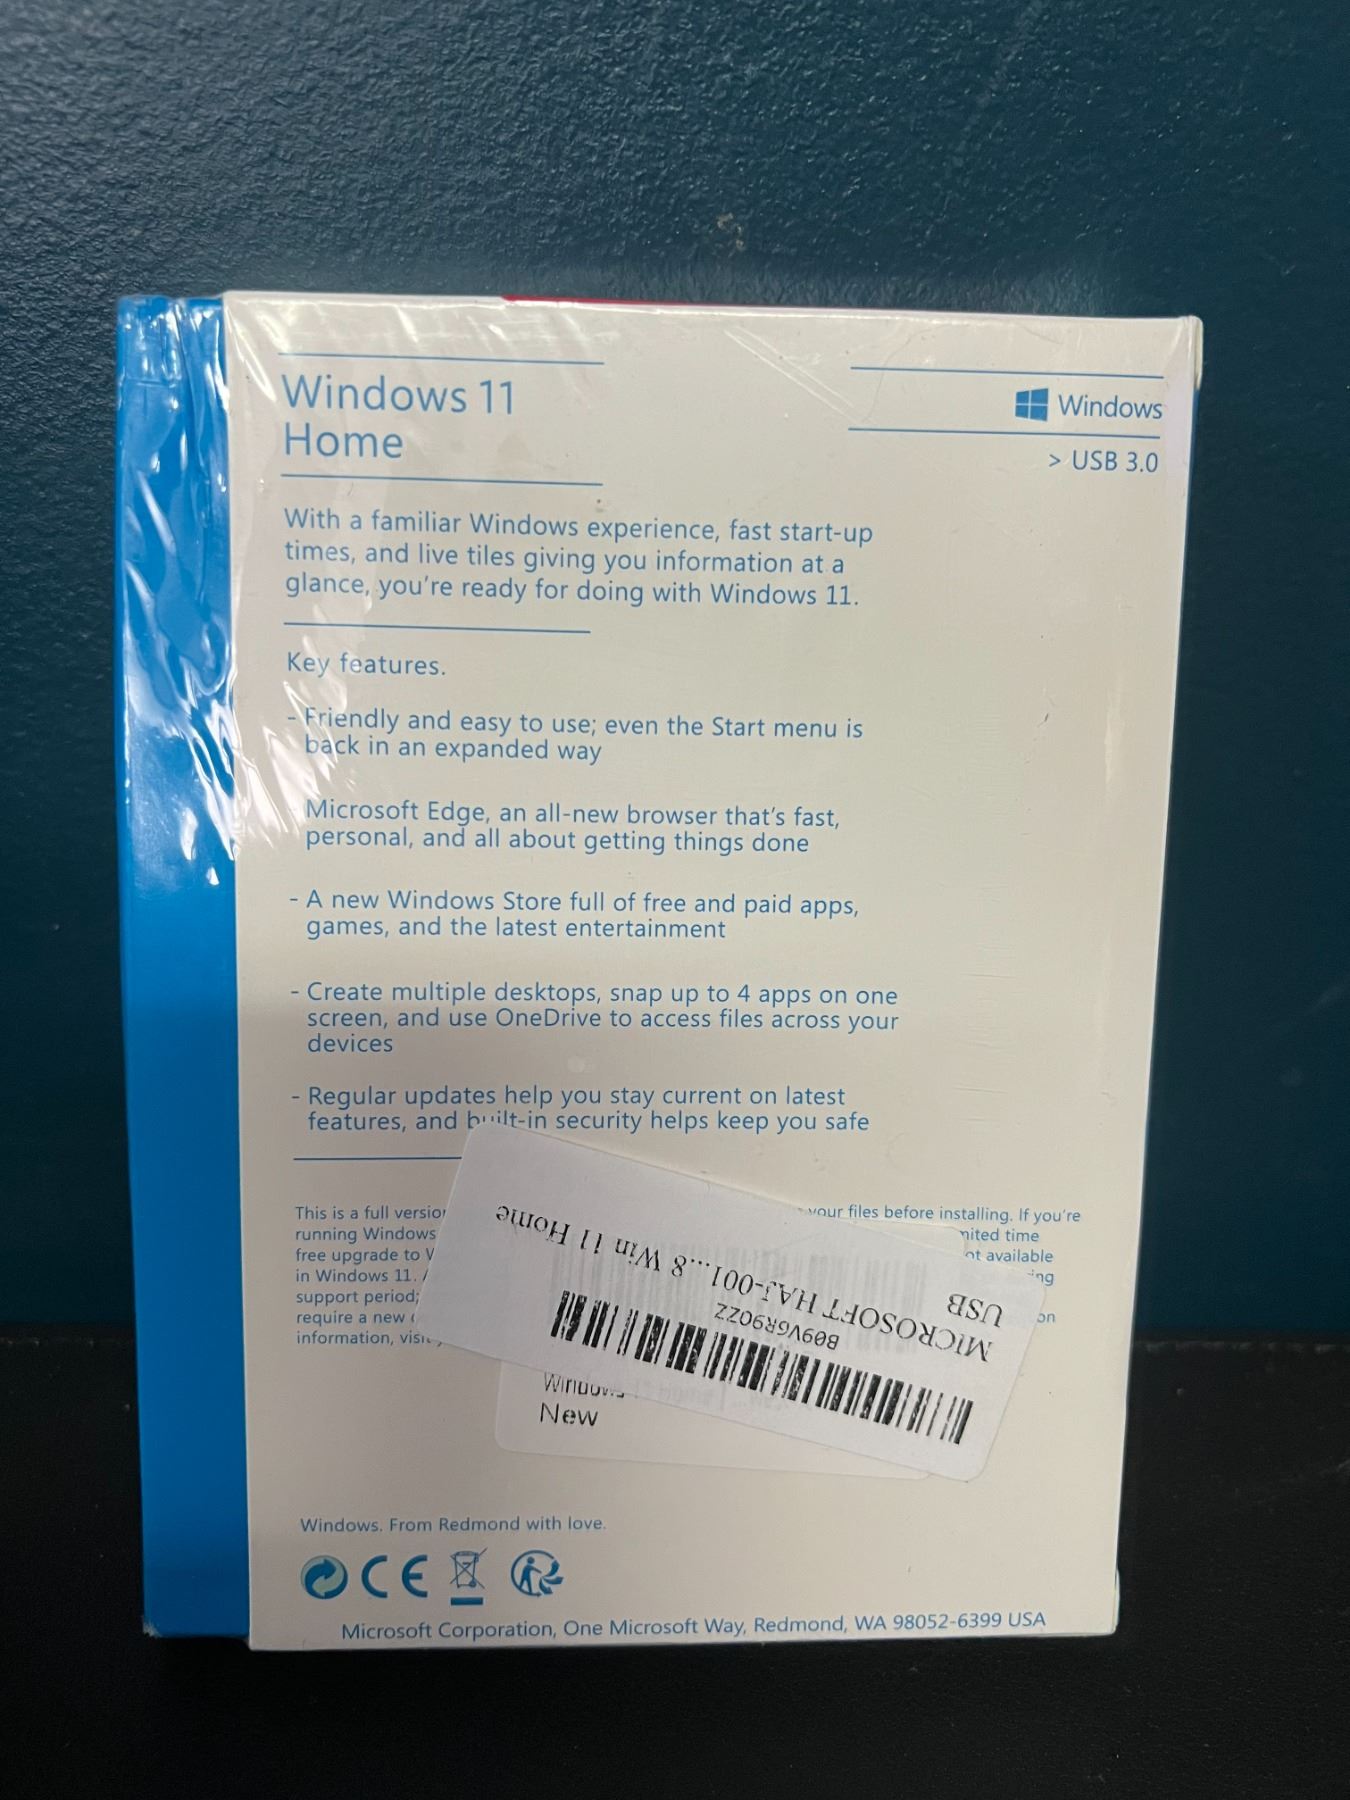 Windows 11
Home
Windows
> USB 3.0
With a familiar Windows experience, fast start-up
times, and live tiles giving you information at a
glance, you're ready for doing with Windows 11.
Key features.
- Friendly and easy to use; even the Start menu is
back in an expanded way
- Microsoft Edge, an all-new browser that's fast,
personal, and all about getting things done
- A new Windows Store full of free and paid apps,
games, and the latest entertainment
- Create multiple desktops, snap up to 4 apps on one
screen, and use OneDrive to access files across your
devices
- Regular updates help you stay current on latest
features, and built-in security helps keep you safe
This is a full your files before installing. If you're
running Windows time
free upgrade to available
in Windows 11.
support period;
require a new on
information,
B09V6R9QZZ
MICROSOFT HAJ-001...8 Win 11 Home
USB
Windows
New
Windows. From Redmond with love.
CE
Microsoft Corporation, One Microsoft Way, Redmond, WA 98052-6399 USA